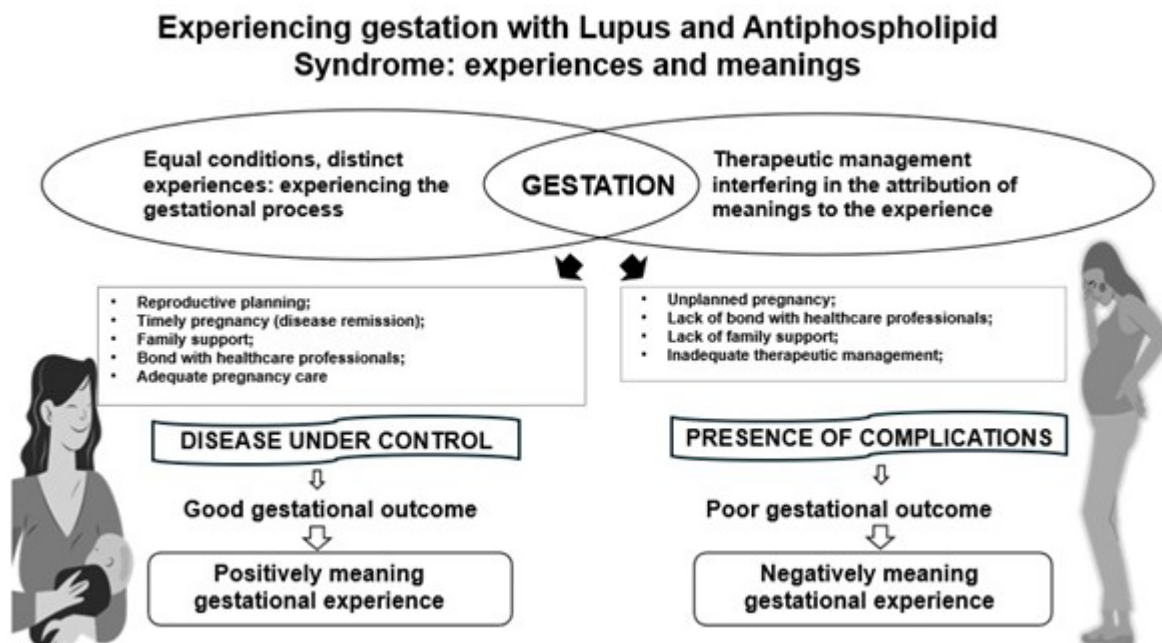 Experiencing gestation with Lupus and Antiphospholipid
Syndrome: experiences and meanings
Equal conditions, distinct
experiences: experiencing the
gestational process
GESTATION
Therapeutic management
interfering in the attribution of
meanings to the experience
• Reproductive planning;
• Timely pregnancy (disease remission);
• Family support;
• Bond with healthcare professionals;
• Adequate pregnancy care
• Unplanned pregnancy;
• Lack of bond with healthcare professionals;
• Lack of family support;
• Inadequate therapeutic management;
DISEASE UNDER CONTROL
Good gestational outcome
Positively meaning
gestational experience
PRESENCE OF COMPLICATIONS
Poor gestational outcome
Negatively meaning
gestational experience